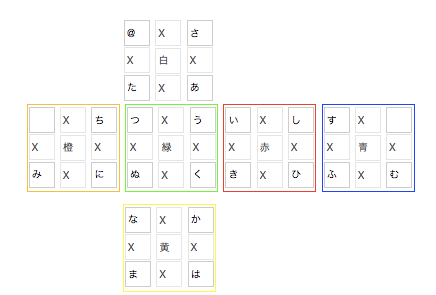 @ X さ
X 白 X
た X あ
X ち つ X う い X し す X
X 橙 X X 緑 X X 赤 X X 青 X
み X に ぬ X く き X ひ ふ X む
な X か
X 黄 X
ま X は